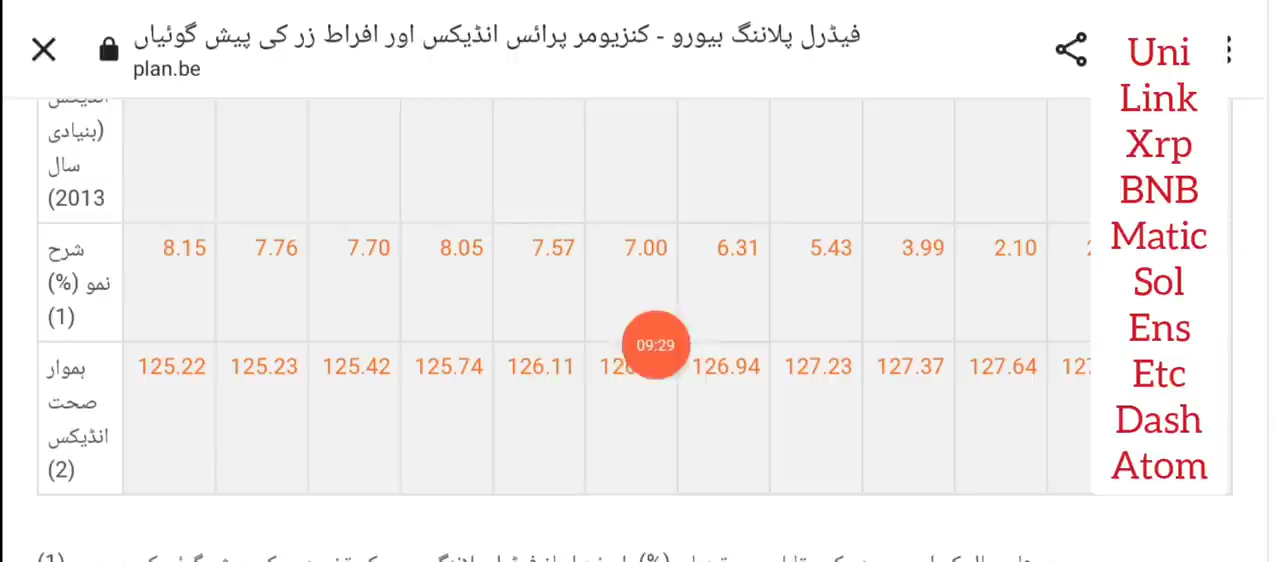 فیڈرل پلاننگ بیورو - کنزیومر پرائس انڈیکس اور افراط زر کی پیش گوئیاں
plan.be
Uni
Link
Xrp
BNB
Matic
Sol
Ens
Etc
Dash
Atom
انڈیکس
(بنیادی
سال
2013)
شرح
نمو (%)
(1)
8.15 7.76 7.70 8.05 7.57 7.00 6.31 5.43 3.99 2.10
09:29
ہموار
صحت
انڈیکس
(2)
125.22 125.23 125.42 125.74 126.11 126.94 127.23 127.37 127.64